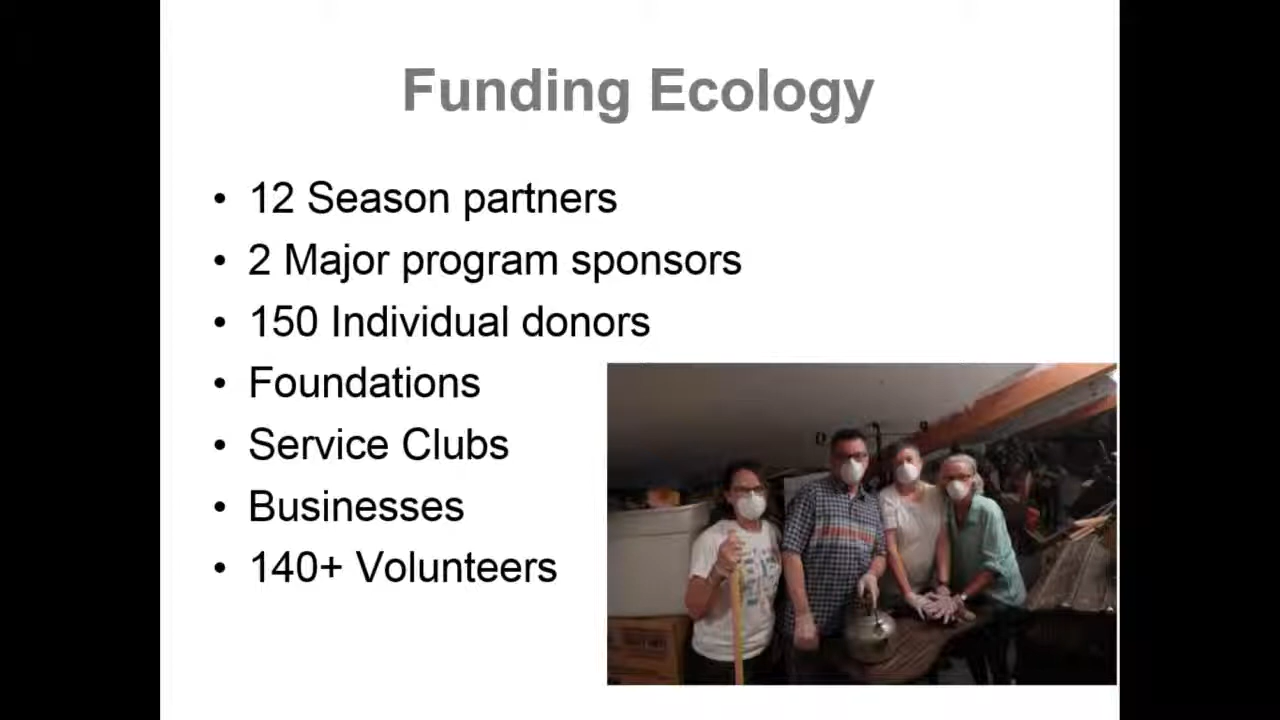 Funding Ecology
• 12 Season partners
• 2 Major program sponsors
• 150 Individual donors
• Foundations
• Service Clubs
• Businesses
• 140+ Volunteers